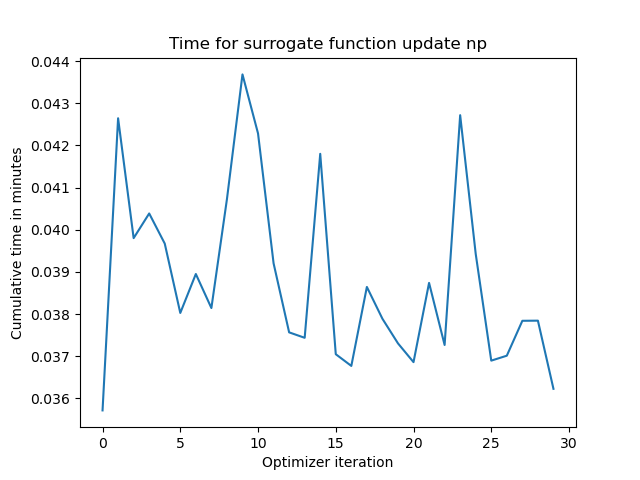 Time for surrogate function update np
0.044
0.043
0.042
0.041
0.040
0.039
0.038
0.037
0.036
Cumulative time in minutes
0 5 10 15 20 25 30
Optimizer iteration